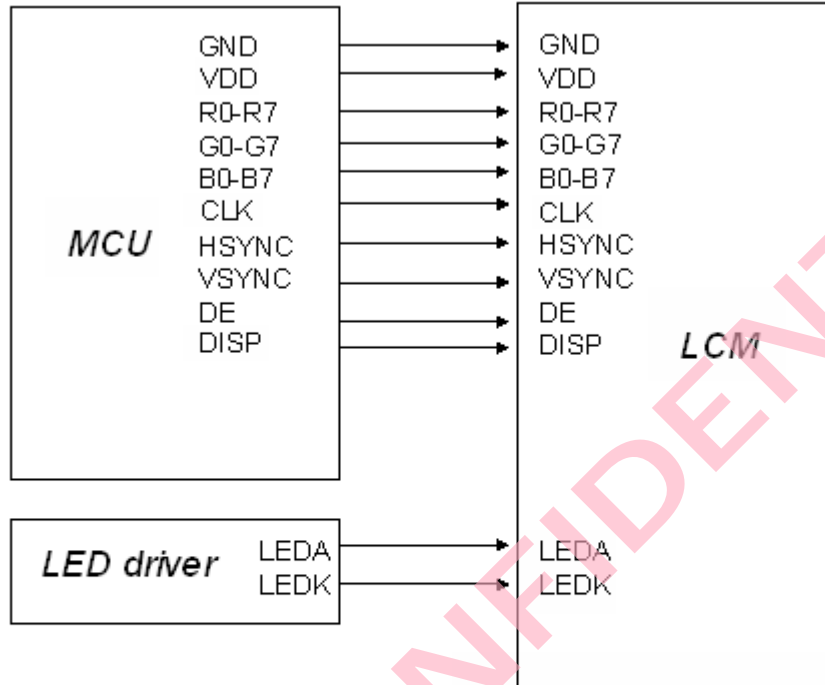 GND
VDD
R0-R7
G0-G7
B0-B7
CLK
HSYNC
VSYNC
DE
DISP
MCU
GND
VDD
R0-R7
G0-G7
B0-B7
CLK
HSYNC
VSYNC
DE
DISP
LCM
LED driver
LEDA
LEDK
LEDA
LEDK